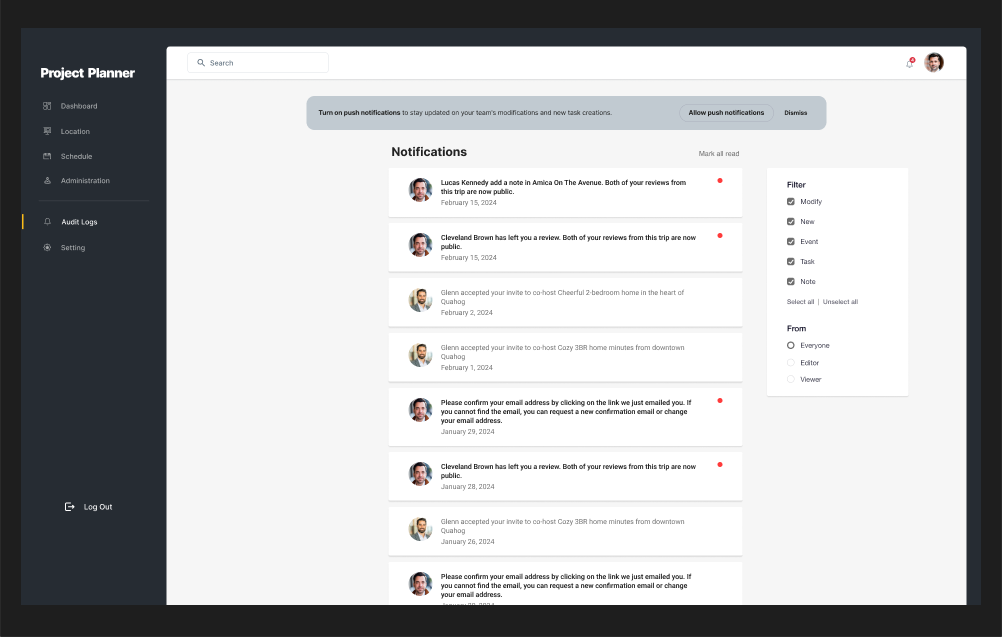 Project Planner
Dashboard
Location
Schedule
Administration
Audit Logs
Setting
Log Out
Search
4
Turn on push notifications to stay updated on your team's modifications and new task creations.
Allow push notifications
Dismiss
Notifications
Mark all read
Lucas Kennedy add a note in Amica On The Avenue. Both of your reviews from
this trip are now public.
February 15, 2024
Cleveland Brown has left you a review. Both of your reviews from this trip are now
public.
February 15, 2024
Glenn accepted your invite to co-host Cheerful 2-bedroom home in the heart of
Quahog
February 2, 2024
Glenn accepted your invite to co-host Cozy 3BR home minutes from downtown
Quahog
February 1, 2024
Please confirm your email address by clicking on the link we just emailed you. If
you cannot find the email, you can request a new confirmation email or change
your email address.
January 29, 2024
Cleveland Brown has left you a review. Both of your reviews from this trip are now
public.
January 28, 2024
Glenn accepted your invite to co-host Cozy 3BR home minutes from downtown
Quahog
January 26, 2024
Please confirm your email address by clicking on the link we just emailed you. If
you cannot find the email, you can request a new confirmation email or change
your email address.
Filter
Modify
New
Event
Task
Note
Select all | Unselect all
From
Everyone
Editor
Viewer